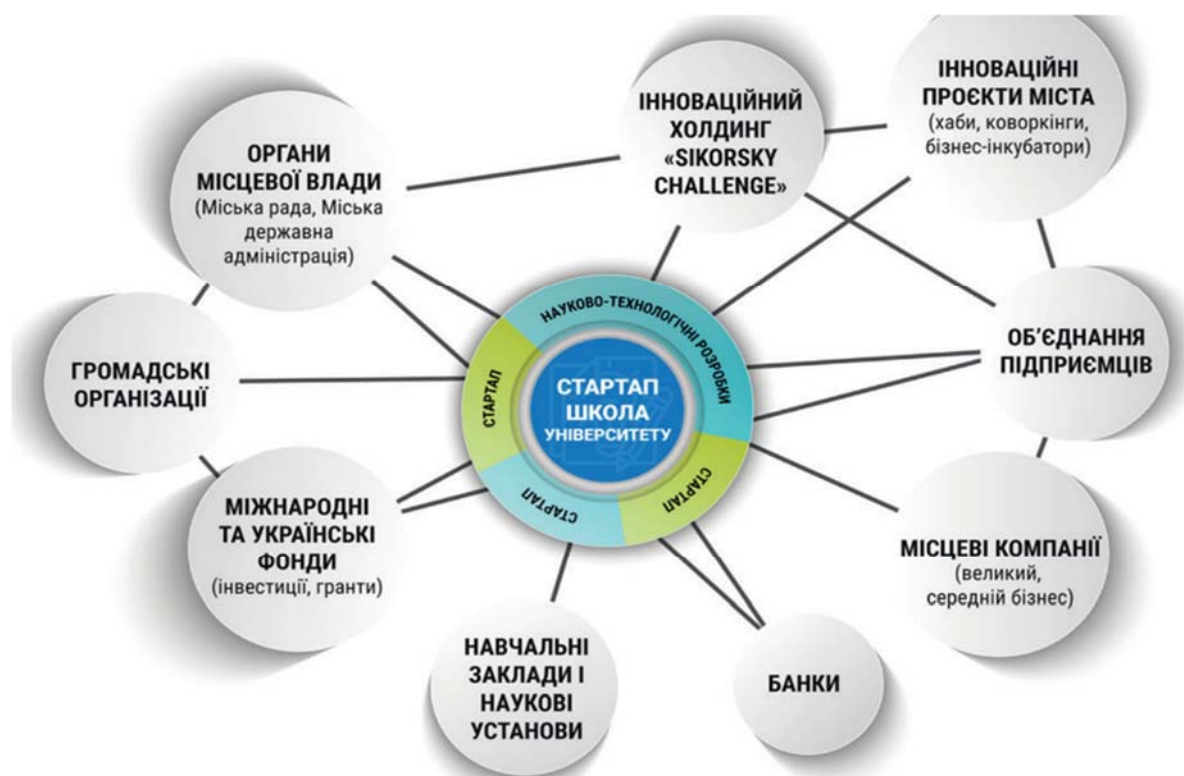 ІННОВАЦІЙНИЙ
ХОЛДИНГ
«SIKORSKY
CHALLENGE»
ІННОВАЦІЙНІ
ПРОЄКТИ МІСТА
(хаби, коворкінги,
бізнес-інкубатори)
ОРГАНИ
МІСЦЕВОЇ ВЛАДИ
(Міська рада, Міська
державна
адміністрація)
ГРОМАДСЬКІ
ОРГАНІЗАЦІЇ
НАУКОВО-ТЕХНОЛОГІЧНІ РОЗРОБКИ
СТАРТАП
СТАРТАП
ШКОЛА
УНІВЕРСИТЕТУ
СТАРТАП
СТАРТАП
ОБ’ЄДНАННЯ
ПІДПРИЄМЦІВ
МІЖНАРОДНІ
ТА УКРАЇНСЬКІ
ФОНДИ
(інвестиції, гранти)
МІСЦЕВІ КОМПАНІЇ
(великий,
середній бізнес)
НАВЧАЛЬНІ
ЗАКЛАДИ І
НАУКОВІ
УСТАНОВИ
БАНКИ